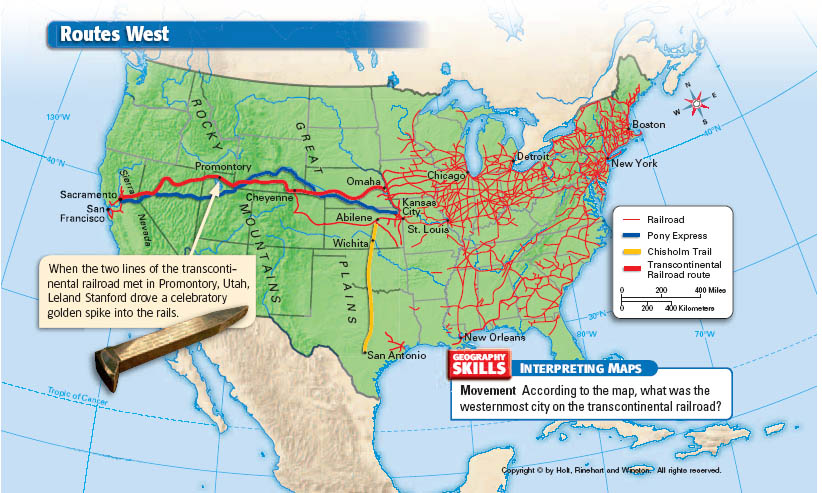 Routes West
130°W
40°N
ROCKY
MOUNTAINS
GREAT
PLAINS
Sierra
Nevada
Promontory
Sacramento
San
Francisco
Cheyenne
Omaha
Abilene
Kansas
City
Wichita
St. Louis
Chicago
Detroit
Boston
New York
New Orleans
San Antonio
N
E
S
W
40°N
30°N
80°W
70°W
Tropic of Cancer
When the two lines of the transconti-
nental railroad met in Promontory, Utah,
Leland Stanford drove a celebratory
golden spike into the rails.
Railroad
Pony Express
Chisholm Trail
Transcontinental
Railroad route
0 200 400 Miles
0 200 400 Kilometers
GEOGRAPHY
SKILLS
INTERPRETING MAPS
Movement According to the map, what was the
westernmost city on the transcontinental railroad?
Copyright © by Holt, Rinehart and Winston. All rights reserved.